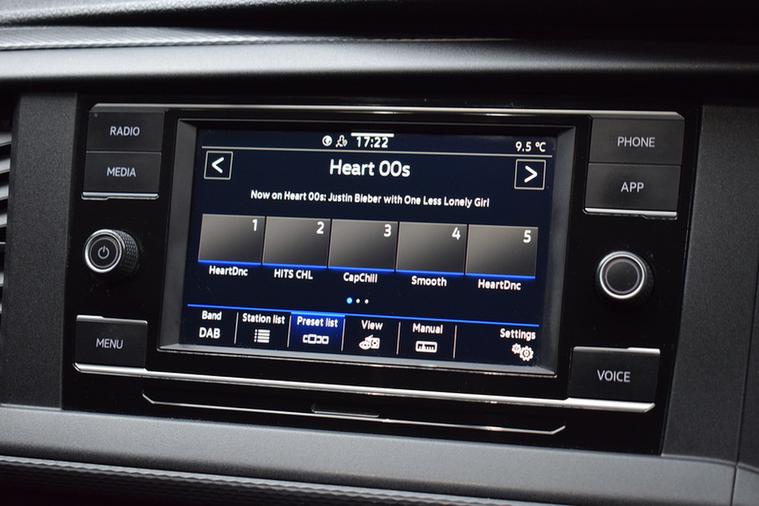 RADIO
MEDIA
MENU
17:22
9.5 °C
< Heart 00s >
Now on Heart 00s: Justin Bieber with One Less Lonely Girl
1 2 3 4 5
HeartDnc HITS CHL CapChill Smooth HeartDnc
Band Station list Preset list View Manual Settings
DAB
PHONE
APP
VOICE